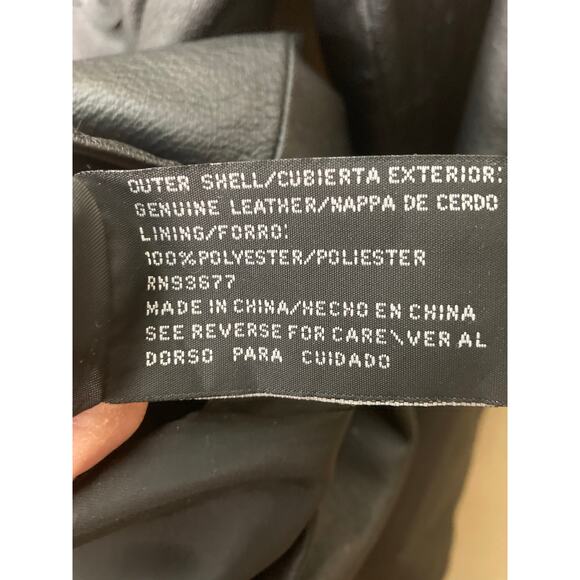 OUTER SHELL/CUBIERTA EXTERIOR:
GENUINE LEATHER/NAPPA DE CERDO
LINING/FORRO:
100%POLYESTER/POLIESTER
RN93677
MADE IN CHINA/HECHO EN CHINA
SEE REVERSE FOR CARE\VER AL
DORSO PARA CUIDADO